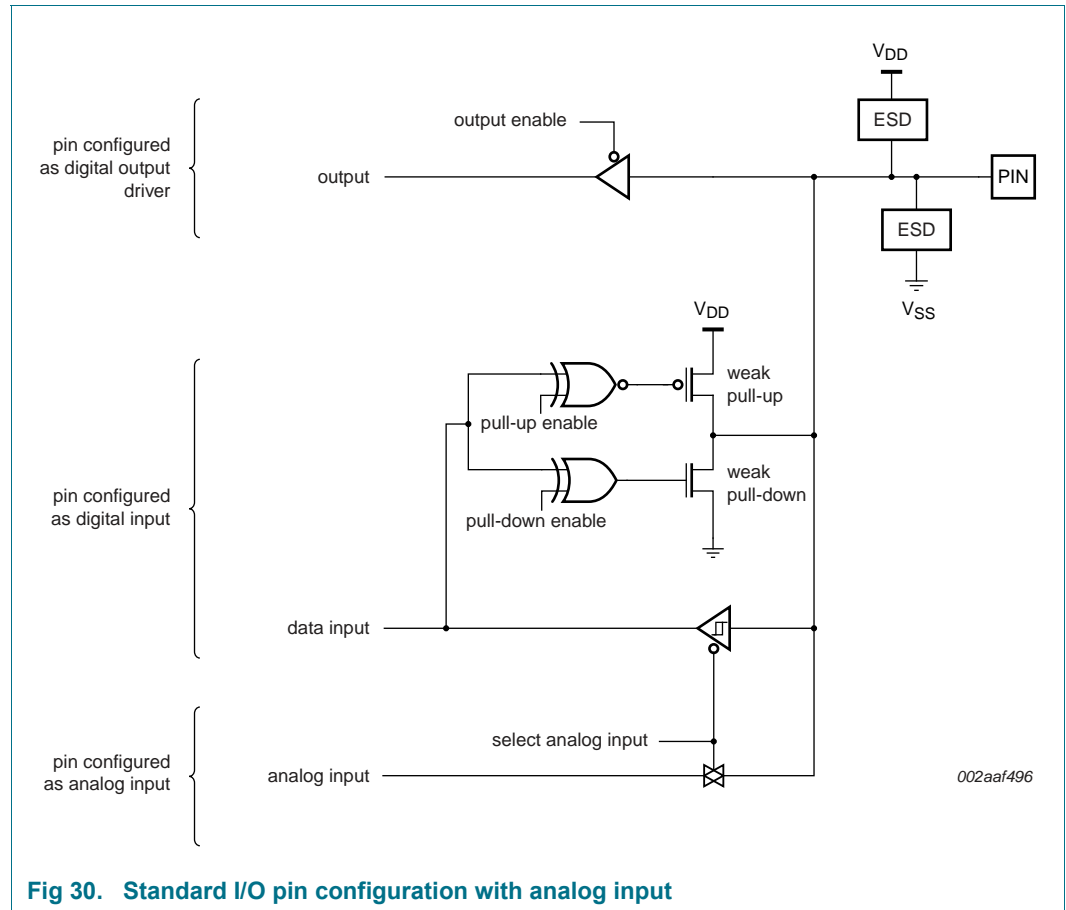 VDD
ESD
output enable
pin configured
as digital output
driver
output
PIN
ESD
VSS
VDD
weak
pull-up
pull-up enable
weak
pull-down
pull-down enable
pin configured
as digital input
data input
select analog input
pin configured
as analog input
analog input
002aaf496
Fig 30. Standard I/O pin configuration with analog input